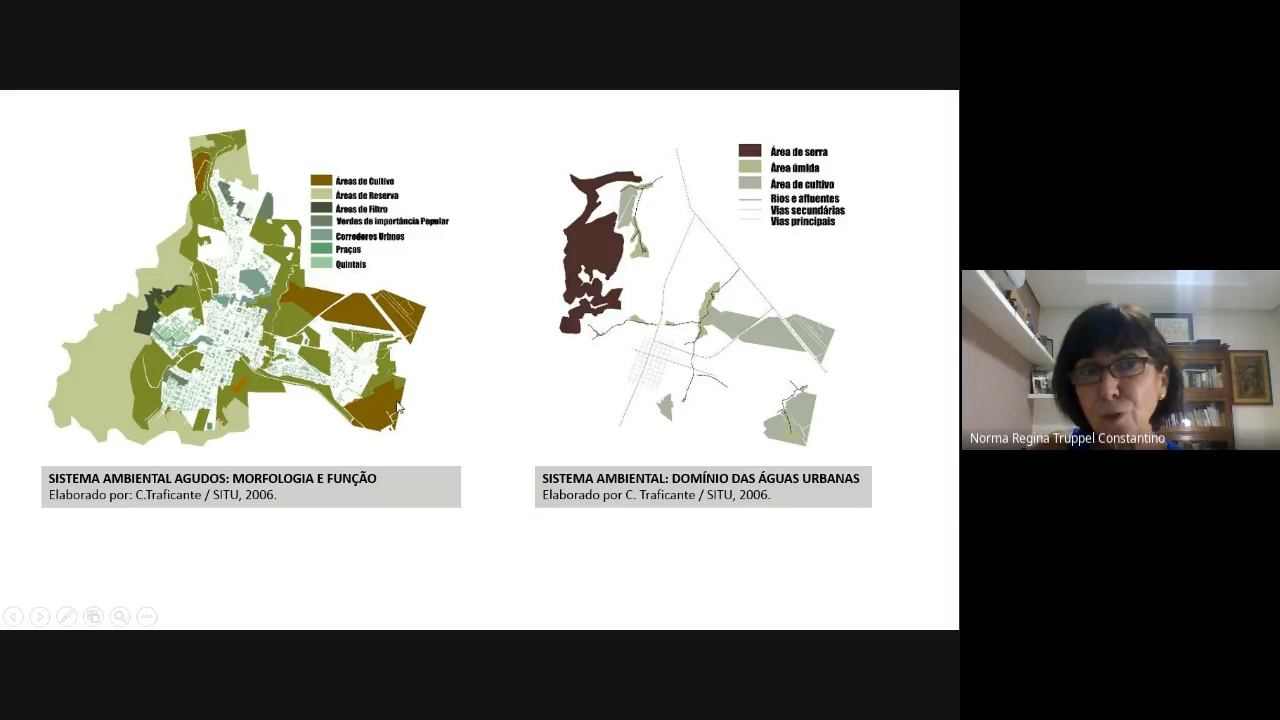 Áreas de Cultivo
Áreas de Reserva
Áreas de Filtro
Verdes de importância Popular
Corredores Urbnos
Praças
Quintais
Área de serra
Área úmida
Área de cultivo
Rios e afluentes
Vias secundárias
Vias principais
SISTEMA AMBIENTAL AGUDOS: MORFOLOGIA E FUNÇÃO
Elaborado por: C.Traficante / SITU, 2006.
SISTEMA AMBIENTAL: DOMÍNIO DAS ÁGUAS URBANAS
Elaborado por C. Traficante / SITU, 2006.
Norma Regina Truppel Constantino